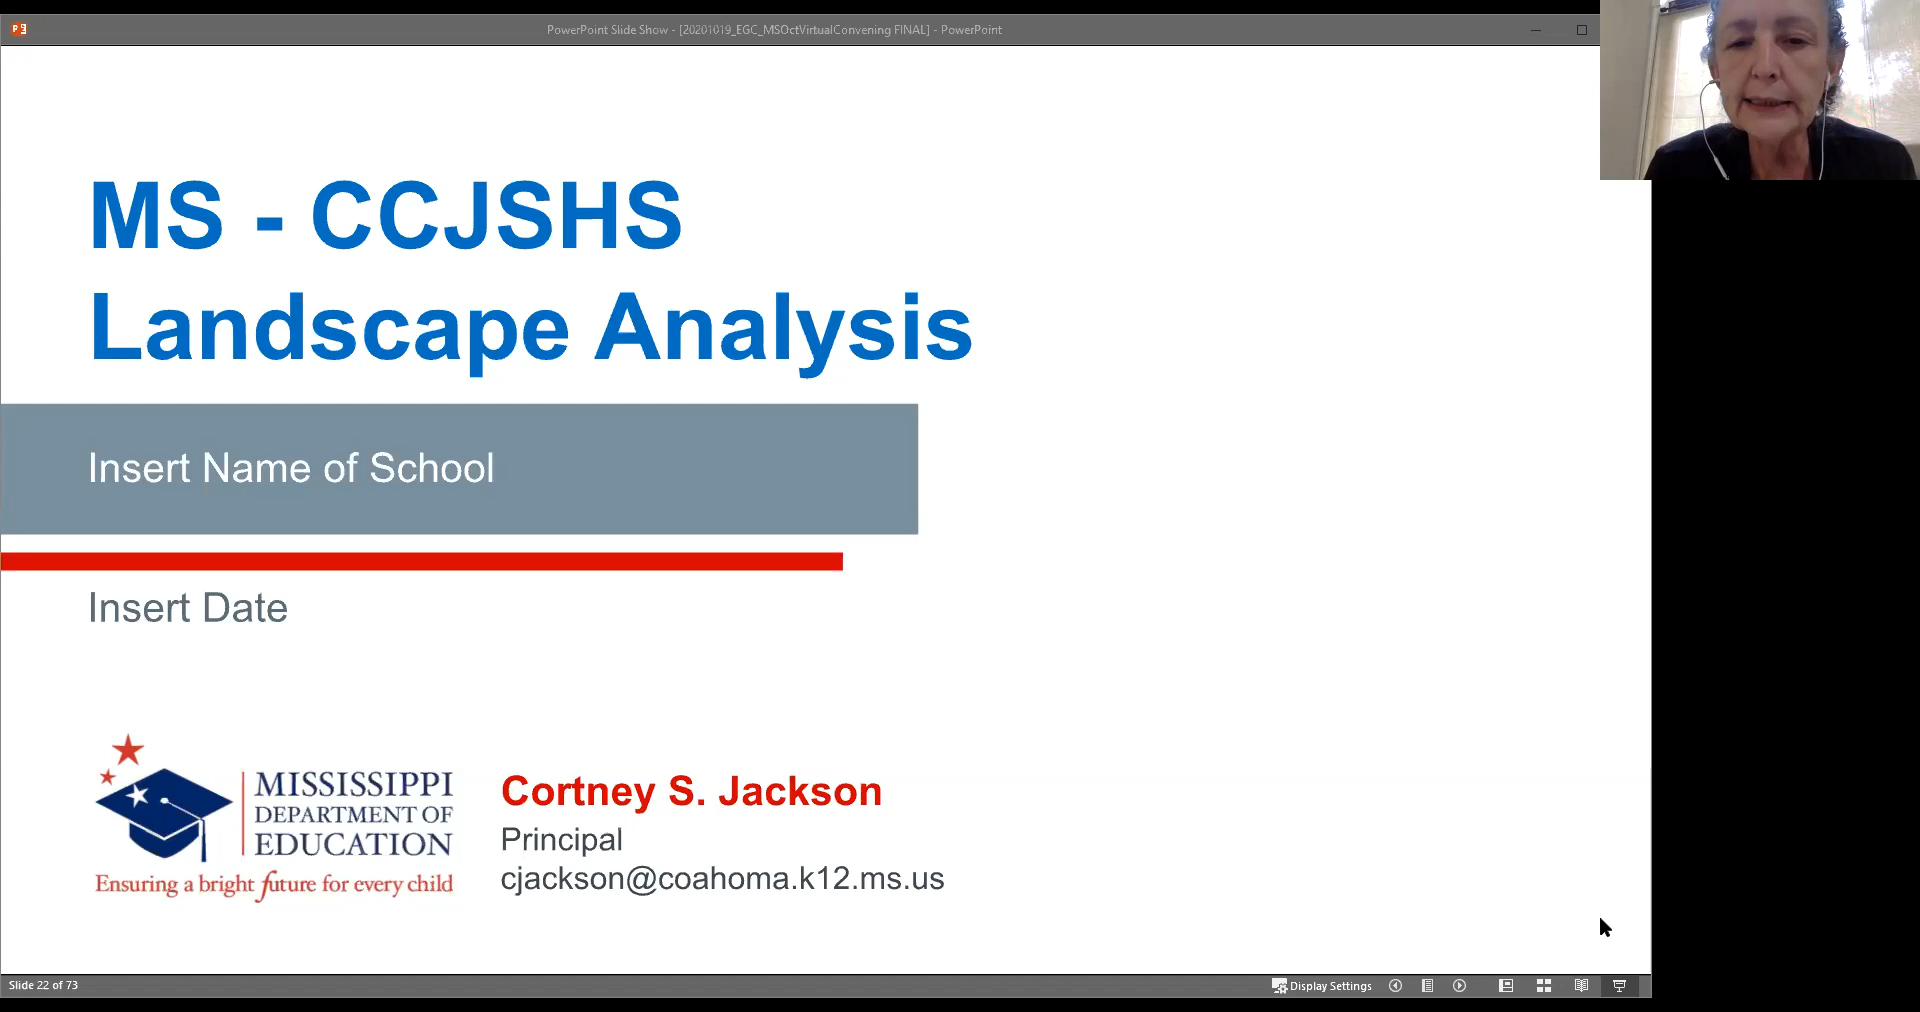 PowerPoint Slide Show - [20201019_EGC_MSOctVirtualConvening FINAL] - PowerPoint
MS - CCJSHS
Landscape Analysis
Insert Name of School
Insert Date
MISSISSIPPI
DEPARTMENT OF
EDUCATION
Ensuring a bright future for every child
Cortney S. Jackson
Principal
cjackson@coahoma.k12.ms.us
Slide 22 of 73
Display Settings